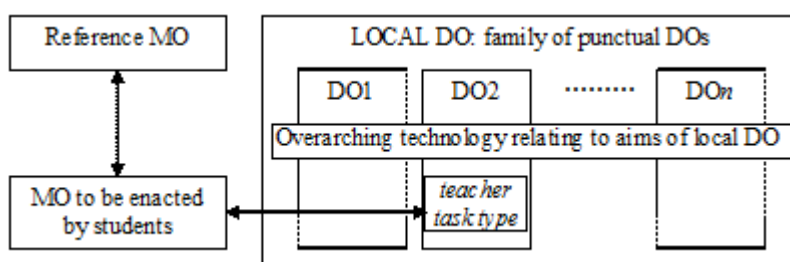 Reference MO
LOCAL DO: family of punctual DOs
DO1
DO2
.........
DOn
Overarching technology relating to aims of local DO
MO to be enacted
by students
teacher
task type